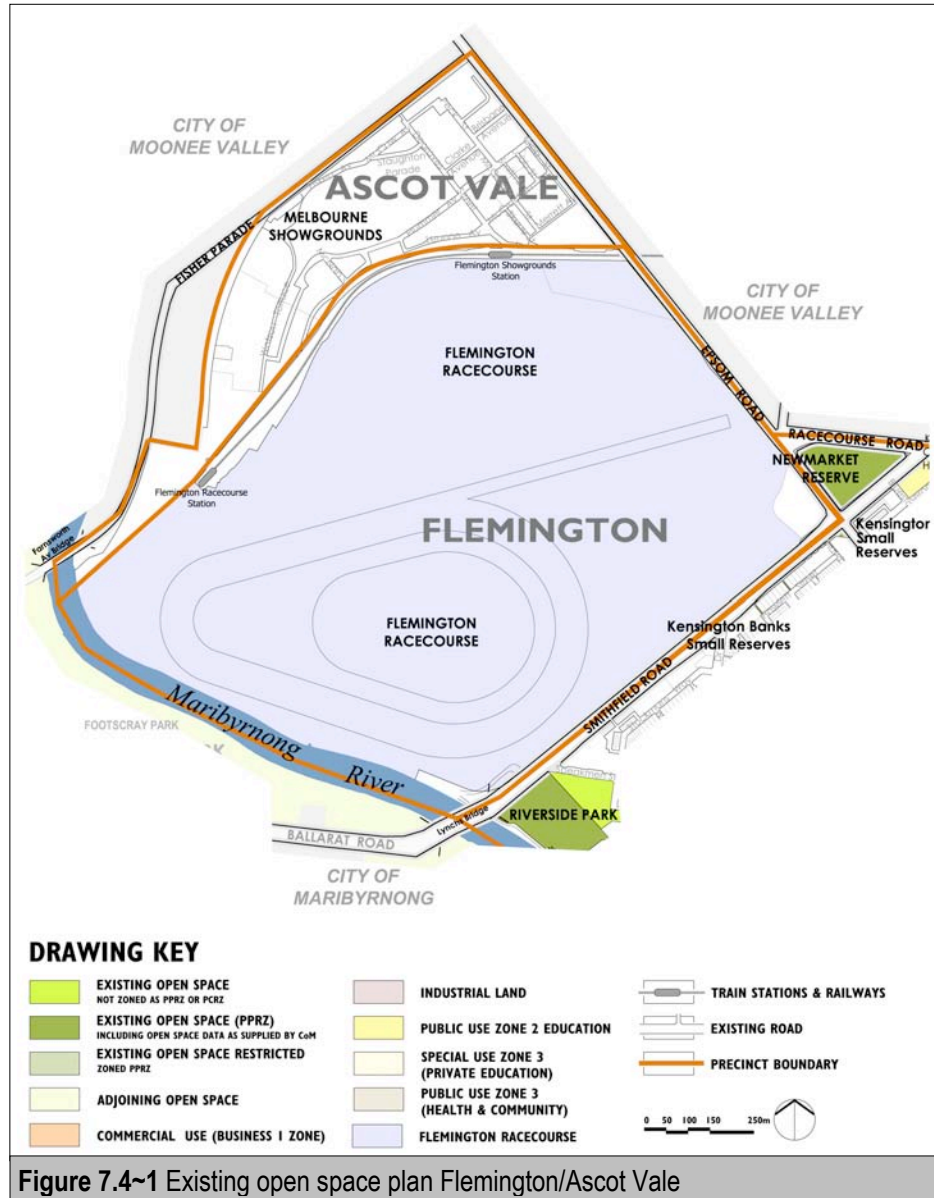 CITY OF
MOONEE VALLEY
Brisbane
Avenue
Clarke
Avenue
Staughton
Parade
ASCOT VALE
MELBOURNE
SHOWGROUNDS
FISHER PARADE
Flemington Showgrounds
Station
CITY OF
MOONEE VALLEY
FLEMINGTON
RACECOURSE
EPSOM ROAD
RACECOURSE ROAD
NEWMARKET
RESERVE
Flemington Racecourse
Station
FLEMINGTON
Kensington
Small
Reserves
Farnsworth
Av Bridge
FLEMINGTON
RACECOURSE
Kensington Banks
Small Reserves
SMITHFIELD ROAD
Maribyrnong
River
FOOTSCRAY PARK
RIVERSIDE PARK
Lynchs Bridge
BALLARAT ROAD
CITY OF
MARIBYRNONG
DRAWING KEY
EXISTING OPEN SPACE
NOT ZONED AS PPRZ OR PCRZ
EXISTING OPEN SPACE (PPRZ)
INCLUDING OPEN SPACE DATA AS SUPPLIED BY CoM
EXISTING OPEN SPACE RESTRICTED
ZONED PPRZ
ADJOINING OPEN SPACE
COMMERCIAL USE (BUSINESS 1 ZONE)
INDUSTRIAL LAND
PUBLIC USE ZONE 2 EDUCATION
SPECIAL USE ZONE 3
(PRIVATE EDUCATION)
PUBLIC USE ZONE 3
(HEALTH & COMMUNITY)
FLEMINGTON RACECOURSE
TRAIN STATIONS & RAILWAYS
EXISTING ROAD
PRECINCT BOUNDARY
0 50 100 150 250m
Figure 7.4~1 Existing open space plan Flemington/Ascot Vale